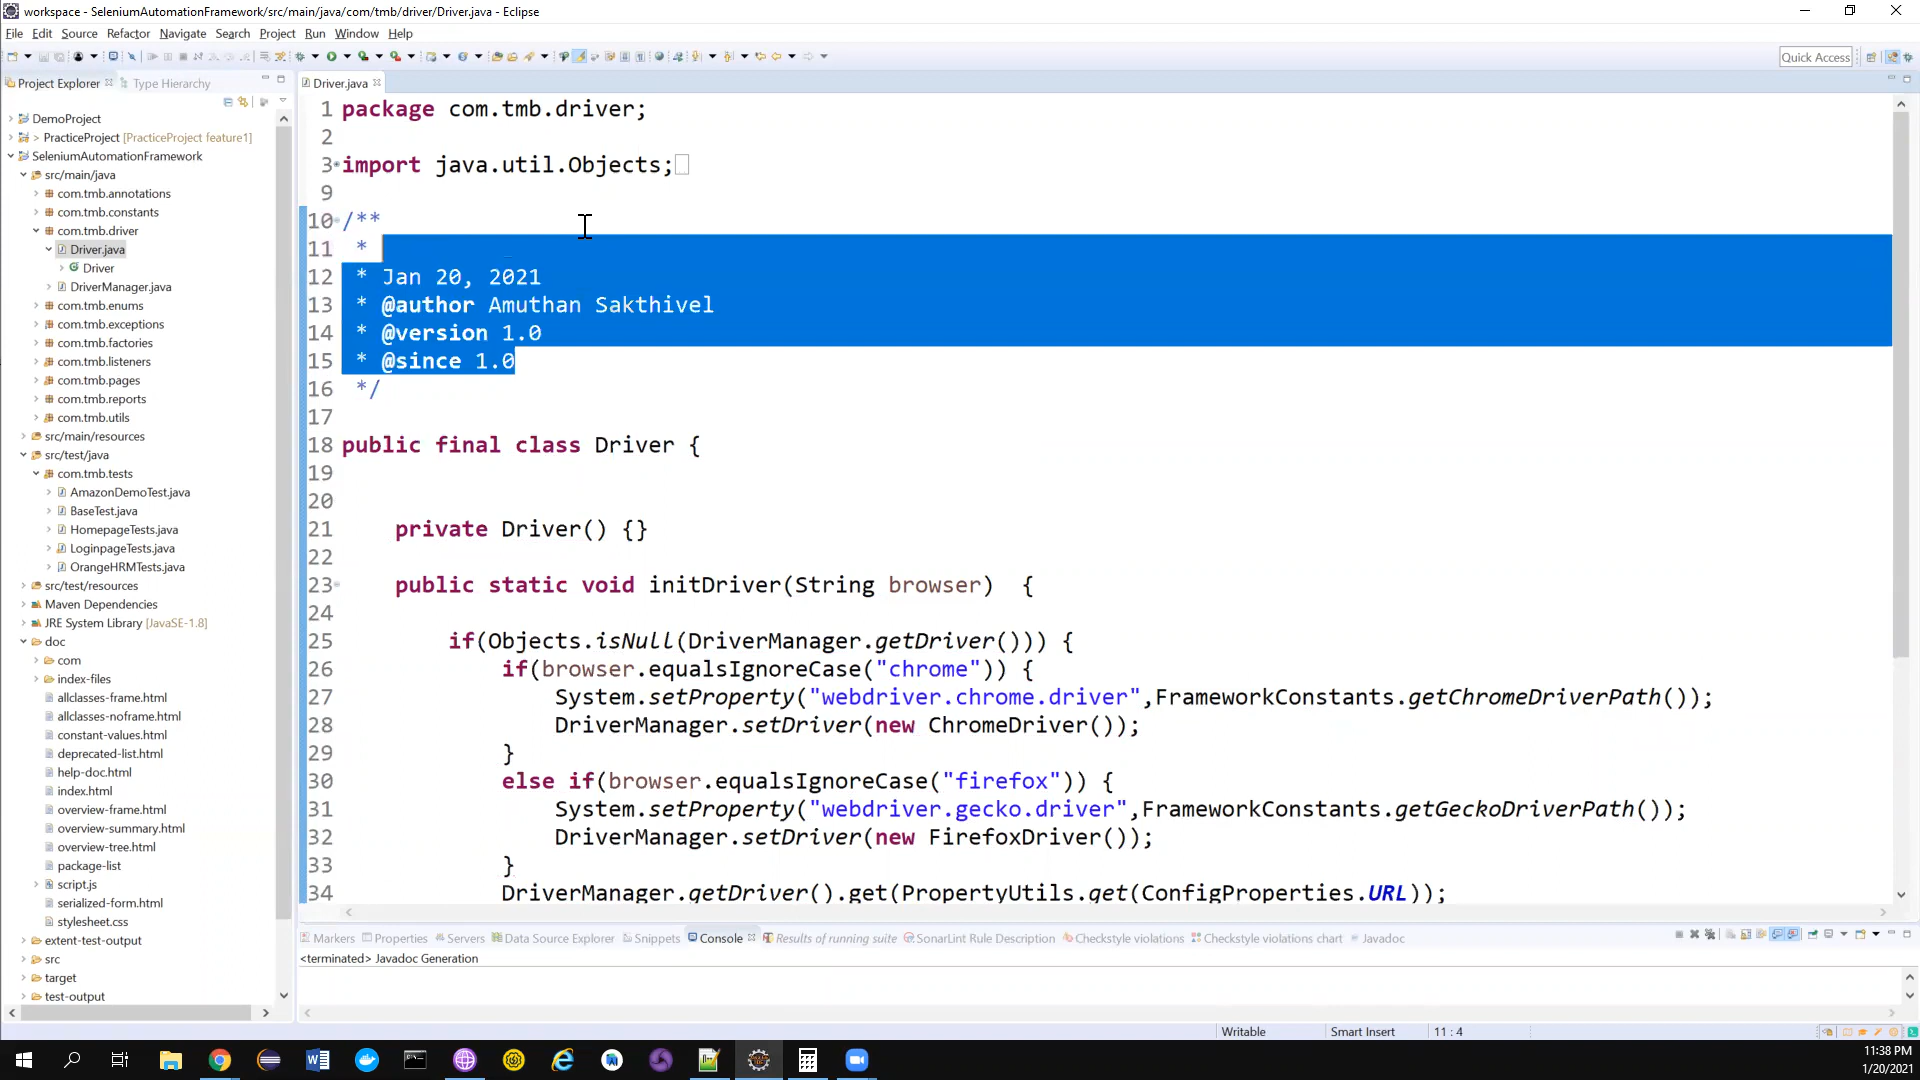 workspace - SeleniumAutomationFramework/src/main/java/com/tmb/driver/Driver.java - Eclipse
File Edit Source Refactor Navigate Search Project Run Window Help
Quick Access
Project Explorer Type Hierarchy
DemoProject
> PracticeProject [PracticeProject feature1]
SeleniumAutomationFramework
src/main/java
com.tmb.annotations
com.tmb.constants
com.tmb.driver
Driver.java
Driver
DriverManager.java
com.tmb.enums
com.tmb.exceptions
com.tmb.factories
com.tmb.listeners
com.tmb.pages
com.tmb.reports
com.tmb.utils
src/main/resources
src/test/java
com.tmb.tests
AmazonDemoTest.java
BaseTest.java
HomepageTests.java
LoginpageTests.java
OrangeHRMTests.java
src/test/resources
Maven Dependencies
JRE System Library [JavaSE-1.8]
doc
com
index-files
allclasses-frame.html
allclasses-noframe.html
constant-values.html
deprecated-list.html
help-doc.html
index.html
overview-frame.html
overview-summary.html
overview-tree.html
package-list
script.js
serialized-form.html
stylesheet.css
extent-test-output
src
target
test-output
Driver.java
1 package com.tmb.driver;
2
3 import java.util.Objects;
9
10 /**
11 *
12 * Jan 20, 2021
13 * @author Amuthan Sakthivel
14 * @version 1.0
15 * @since 1.0
16 */
17
18 public final class Driver {
19
20
21 private Driver() {}
22
23 public static void initDriver(String browser) {
24
25 if(Objects.isNull(DriverManager.getDriver())) {
26 if(browser.equalsIgnoreCase("chrome")) {
27 System.setProperty("webdriver.chrome.driver",FrameworkConstants.getChromeDriverPath());
28 DriverManager.setDriver(new ChromeDriver());
29 }
30 else if(browser.equalsIgnoreCase("firefox")) {
31 System.setProperty("webdriver.gecko.driver",FrameworkConstants.getGeckoDriverPath());
32 DriverManager.setDriver(new FirefoxDriver());
33 }
34 DriverManager.getDriver().get(PropertyUtils.get(ConfigProperties.URL));
Markers Properties Servers Data Source Explorer Snippets Console Results of running suite SonarLint Rule Description Checkstyle violations Checkstyle violations chart Javadoc
<terminated> Javadoc Generation
Writable Smart Insert 11 : 4
11:38 PM
1/20/2021